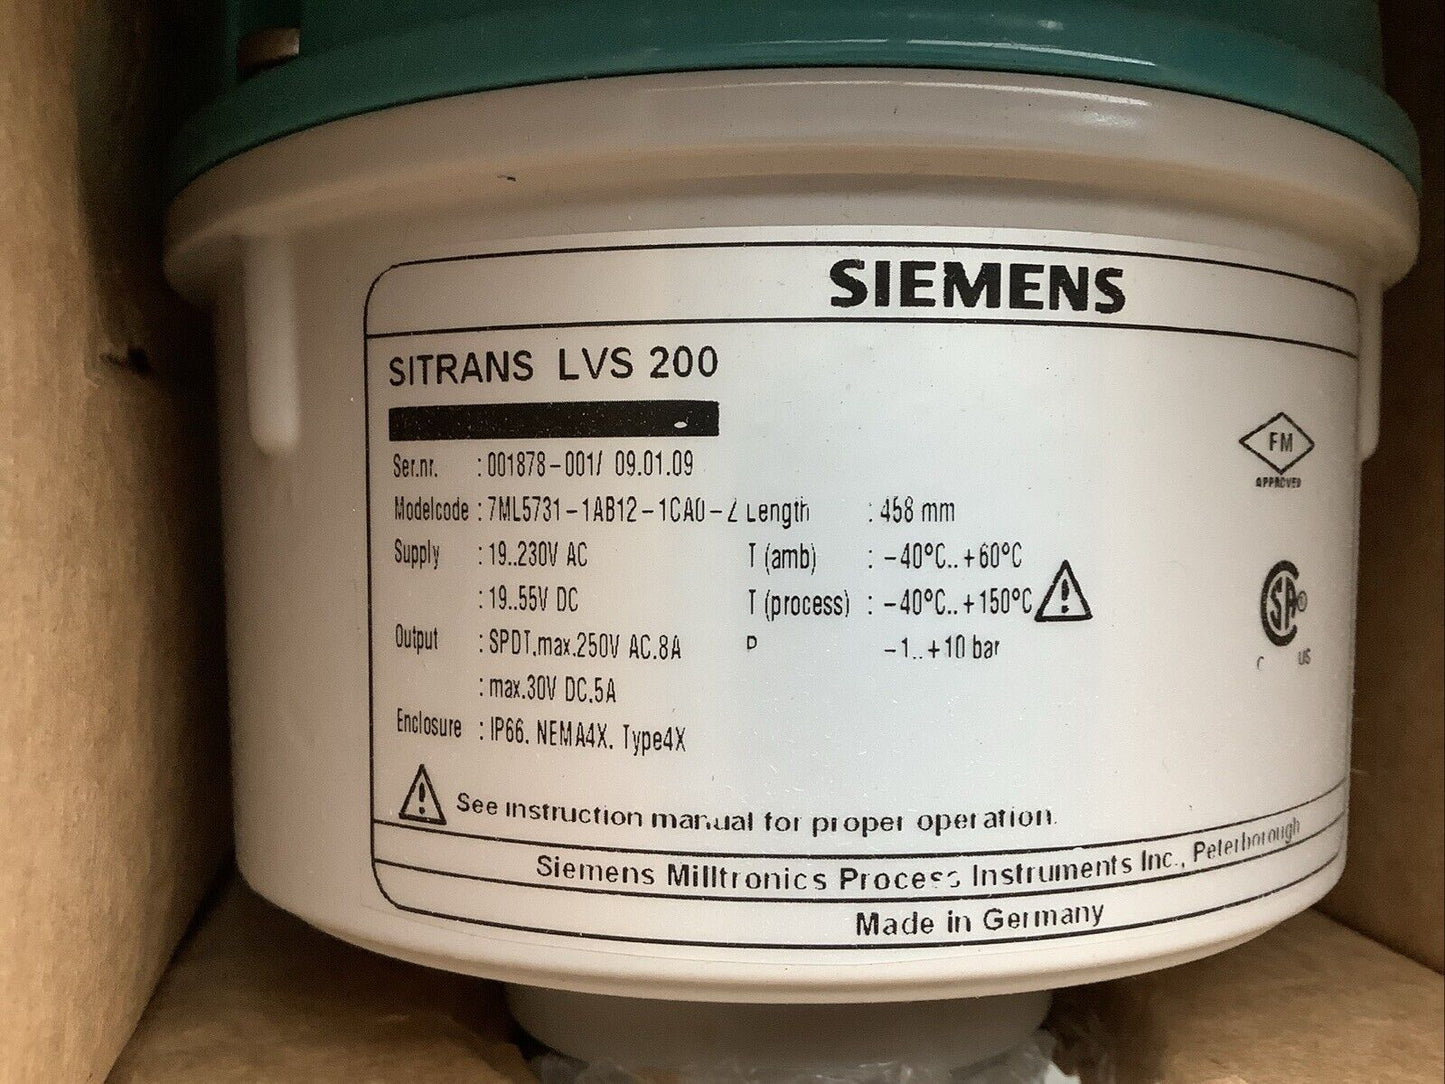 SIEMENS
SITRANS LVS 200
Ser.nr. : 001878-001/ 09.01.09
Modelcode : 7ML5731-1AB12-1CA0-Z Length : 458 mm
Supply : 19..230V AC T (amb) : -40°C..+60°C
: 19..55V DC T (process) : -40°C..+150°C
Output : SPDT,max.250V AC,8A P -1..+10 bar
: max.30V DC,5A
Enclosure : IP66, NEMA4X, Type4X
FM
APPROVED
SA ®
C US
See instruction manual for proper operation.
Siemens Milltronics Process Instruments Inc., Peterborough
Made in Germany